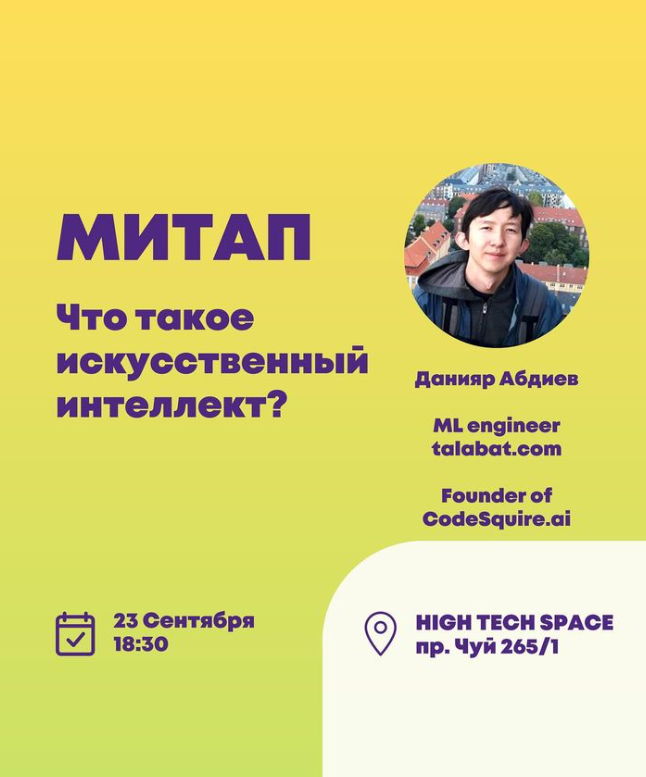 МИТАП
Что такое
искусственный
интеллект?
Данияр Абдиев
ML engineer
talabat.com
Founder of
CodeSquire.ai
23 Сентября
18:30
HIGH TECH SPACE
пр. Чуй 265/1